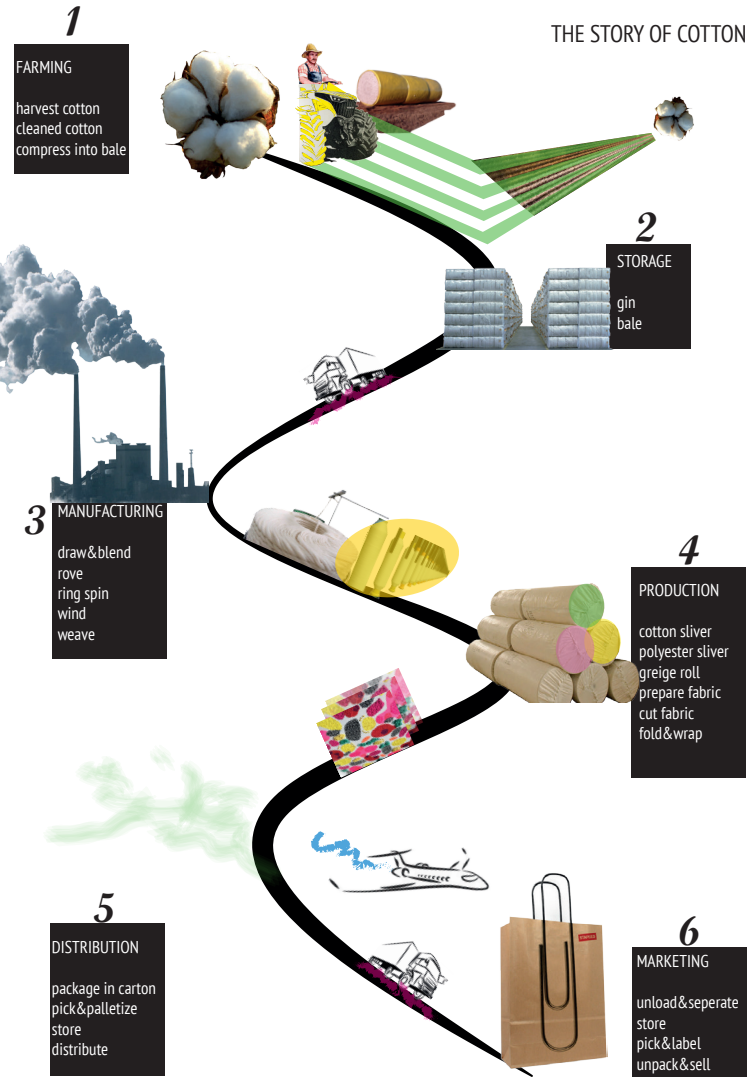 THE STORY OF COTTON
1
FARMING
harvest cotton
cleaned cotton
compress into bale
2
STORAGE
gin
bale
3
MANUFACTURING
draw&blend
rove
ring spin
wind
weave
4
PRODUCTION
cotton sliver
polyester sliver
greige roll
prepare fabric
cut fabric
fold&wrap
5
DISTRIBUTION
package in carton
pick&palletize
store
distribute
6
MARKETING
unload&seperate
store
pick&label
unpack&sell